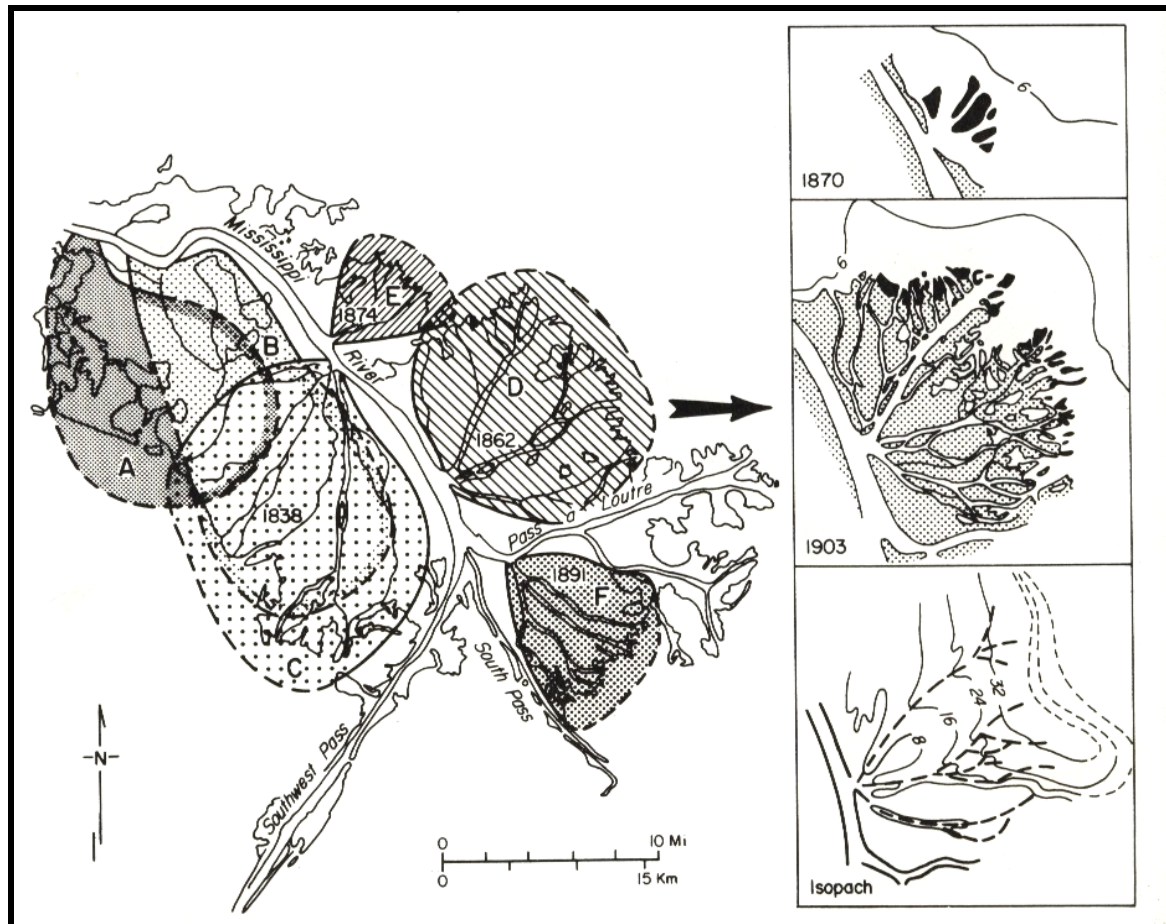 Mississippi
River
1874
E
B
D
1862
A
1838
C
Pass a Loutre
1891
F
South Pass
Southwest Pass
-N-
0 10 Mi
0 15 Km
6
1870
6
1903
32
24
16
8
Isopach